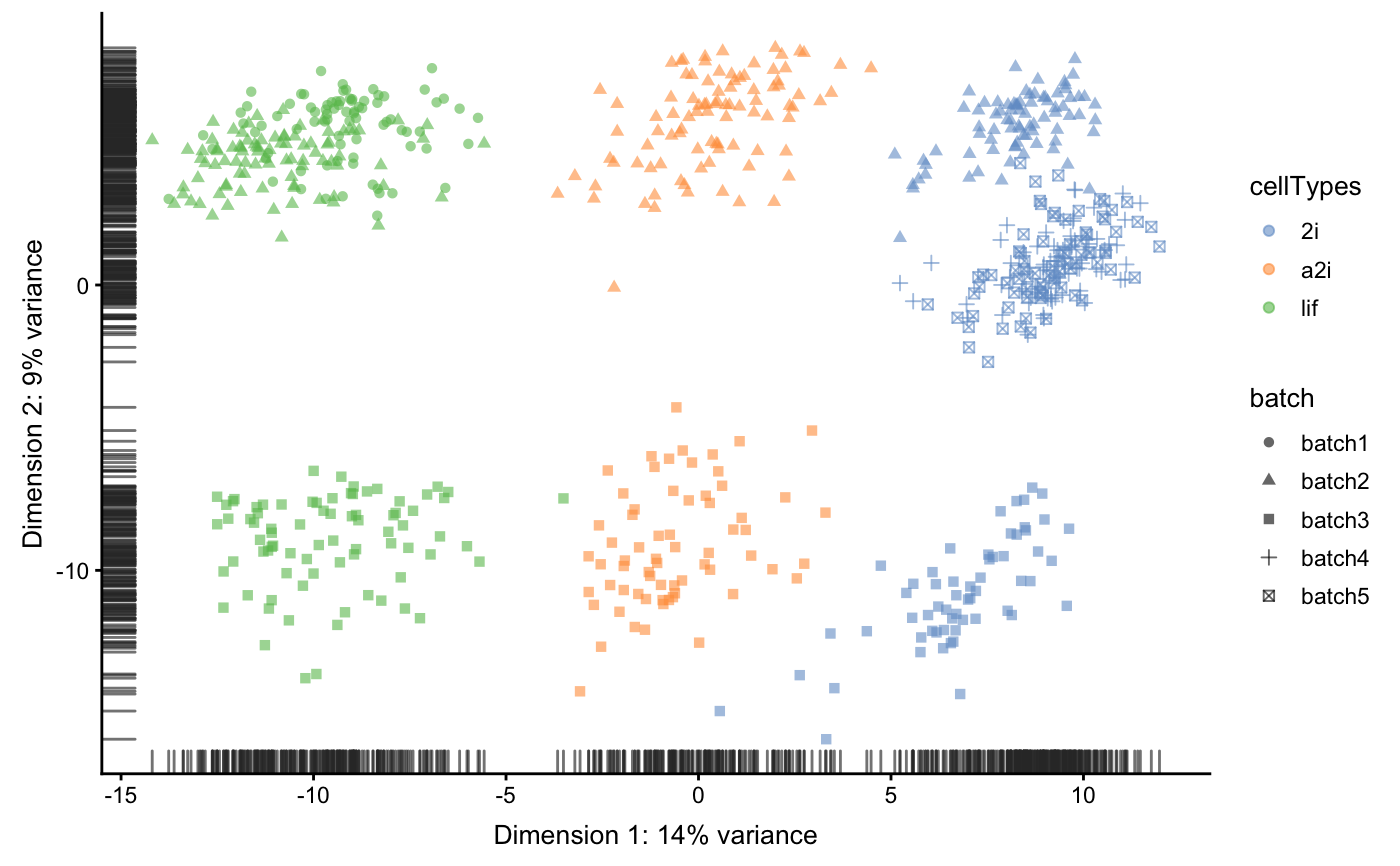 Dimension 2: 9% variance
0
-10
-15
-10
-5
0
5
10
Dimension 1: 14% variance
cellTypes
2i
a2i
lif
batch
batch1
batch2
batch3
batch4
batch5